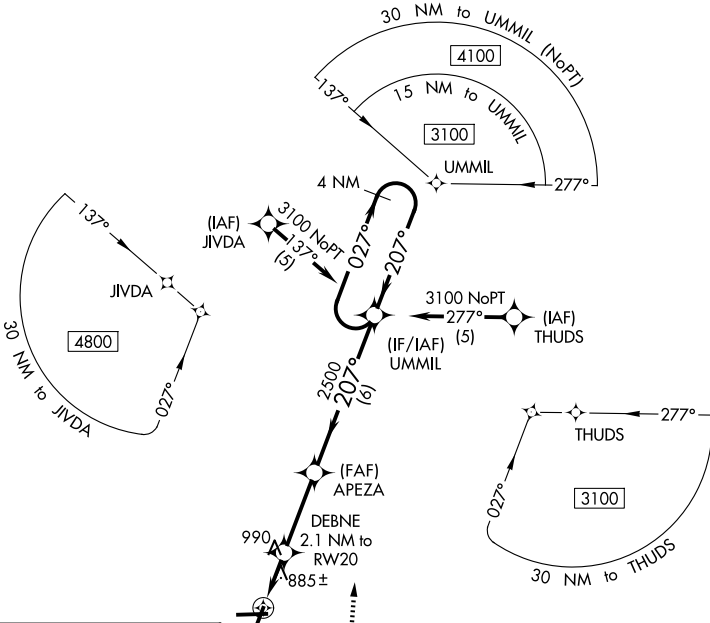 30 NM to UMMIL (NoPT)
4100
15 NM to UMMIL
3100
137°
UMMIL
277°
4 NM
(IAF)
JIVDA
3100 NoPT
137°
(5)
027°
207°
137°
JIVDA
4800
027°
30 NM to JIVDA
3100 NoPT
277°
(5)
(IAF)
THUDS
(IF/IAF)
UMMIL
2500
207°
(6)
277°
THUDS
027°
3100
30 NM to THUDS
(FAF)
APEZA
DEBNE
2.1 NM to
RW20
990
885±